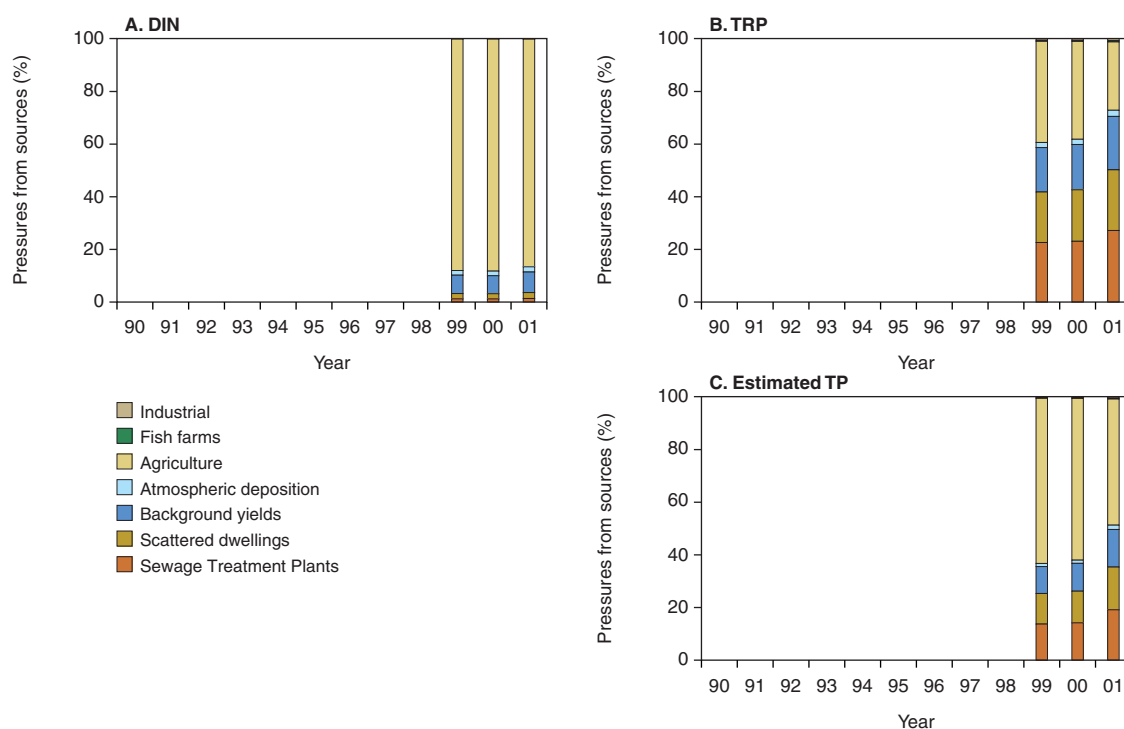 A. DIN
Pressures from sources (%)
100
80
60
40
20
0
90 91 92 93 94 95 96 97 98 99 00 01
Year
B. TRP
Pressures from sources (%)
100
80
60
40
20
0
90 91 92 93 94 95 96 97 98 99 00 01
Year
Industrial
Fish farms
Agriculture
Atmospheric deposition
Background yields
Scattered dwellings
Sewage Treatment Plants
C. Estimated TP
Pressures from sources (%)
100
80
60
40
20
0
90 91 92 93 94 95 96 97 98 99 00 01
Year